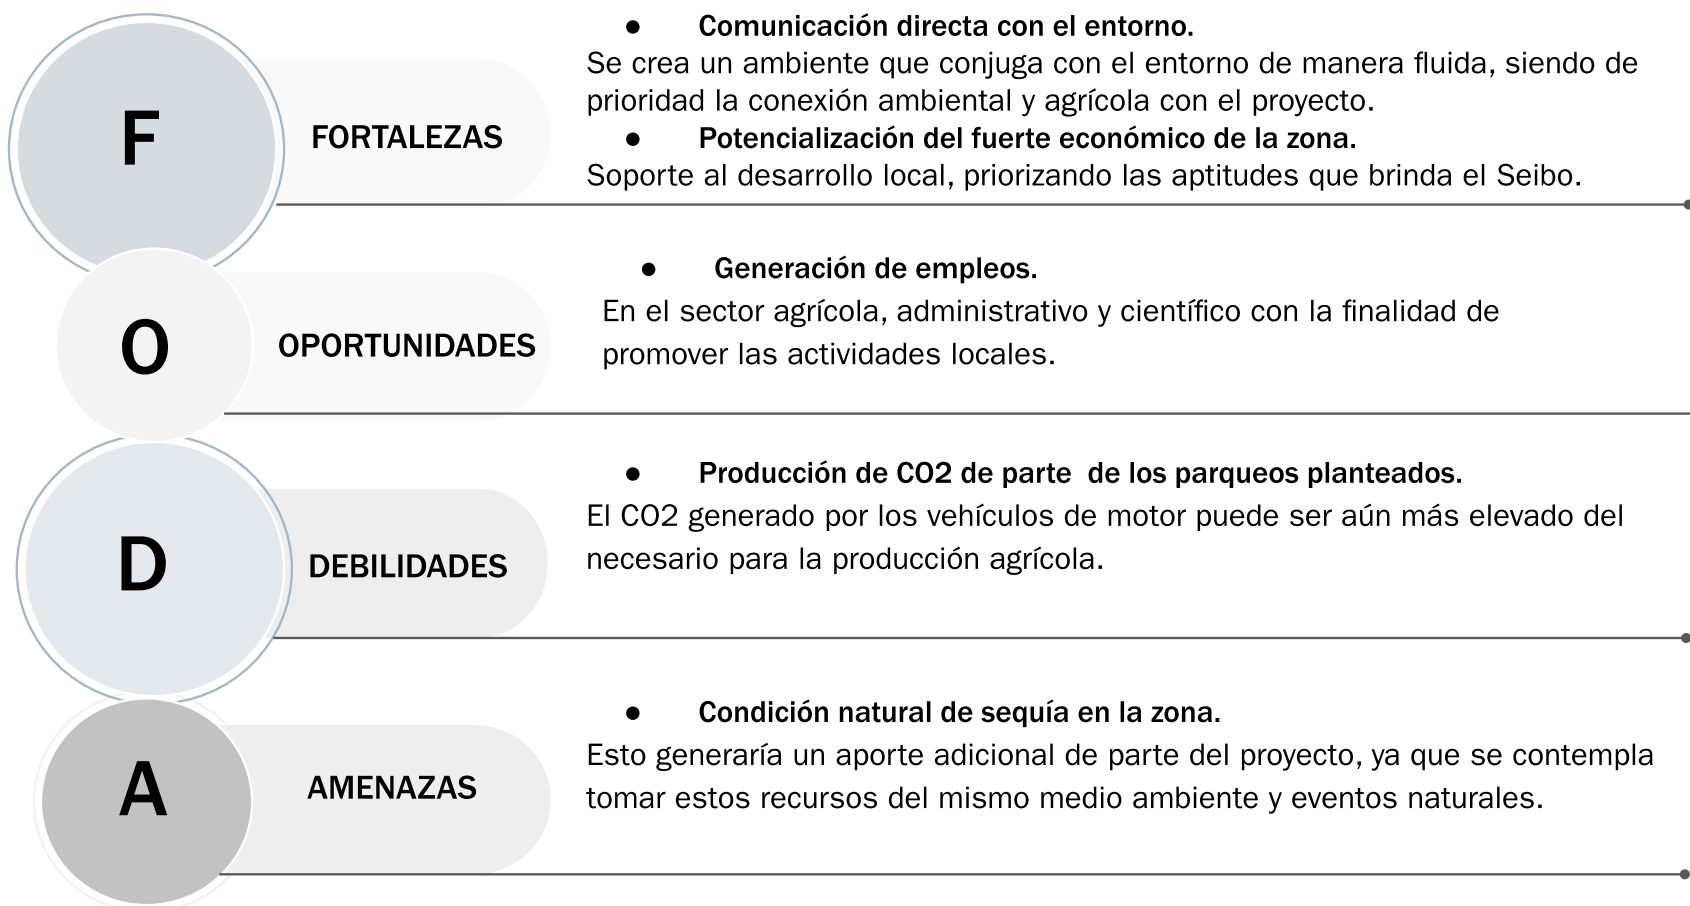 F
FORTALEZAS
● Comunicación directa con el entorno.
Se crea un ambiente que conjuga con el entorno de manera fluida, siendo de
prioridad la conexión ambiental y agrícola con el proyecto.
● Potencialización del fuerte económico de la zona.
Soporte al desarrollo local, priorizando las aptitudes que brinda el Seibo.
O
OPORTUNIDADES
● Generación de empleos.
En el sector agrícola, administrativo y científico con la finalidad de
promover las actividades locales.
D
DEBILIDADES
● Producción de CO2 de parte  de los parqueos planteados.
El CO2 generado por los vehículos de motor puede ser aún más elevado del
necesario para la producción agrícola.
A
AMENAZAS
● Condición natural de sequía en la zona.
Esto generaría un aporte adicional de parte del proyecto, ya que se contempla
tomar estos recursos del mismo medio ambiente y eventos naturales.